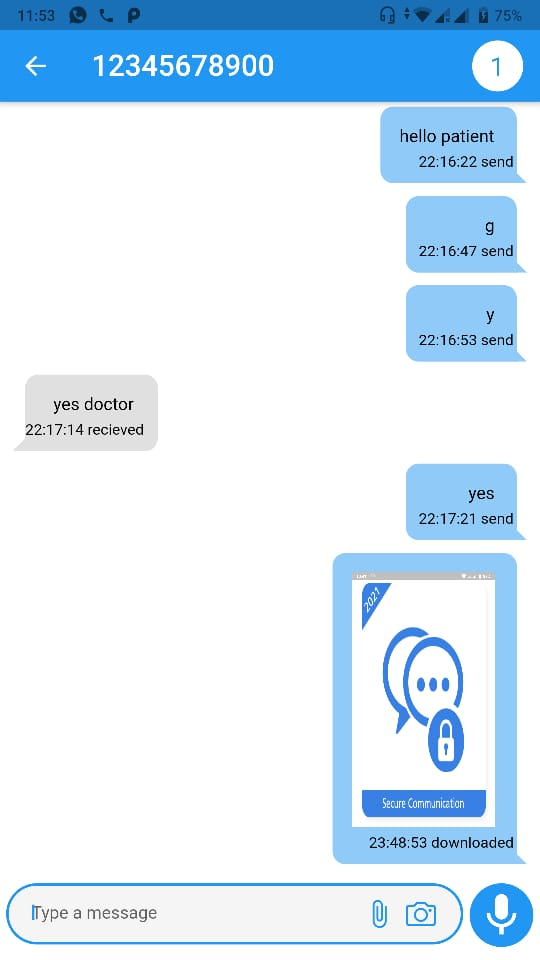 11:53 75%
12345678900 1
hello patient
22:16:22 send
g
22:16:47 send
y
22:16:53 send
yes doctor
22:17:14 recieved
yes
22:17:21 send
2021
Secure Communication
23:48:53 downloaded
Type a message